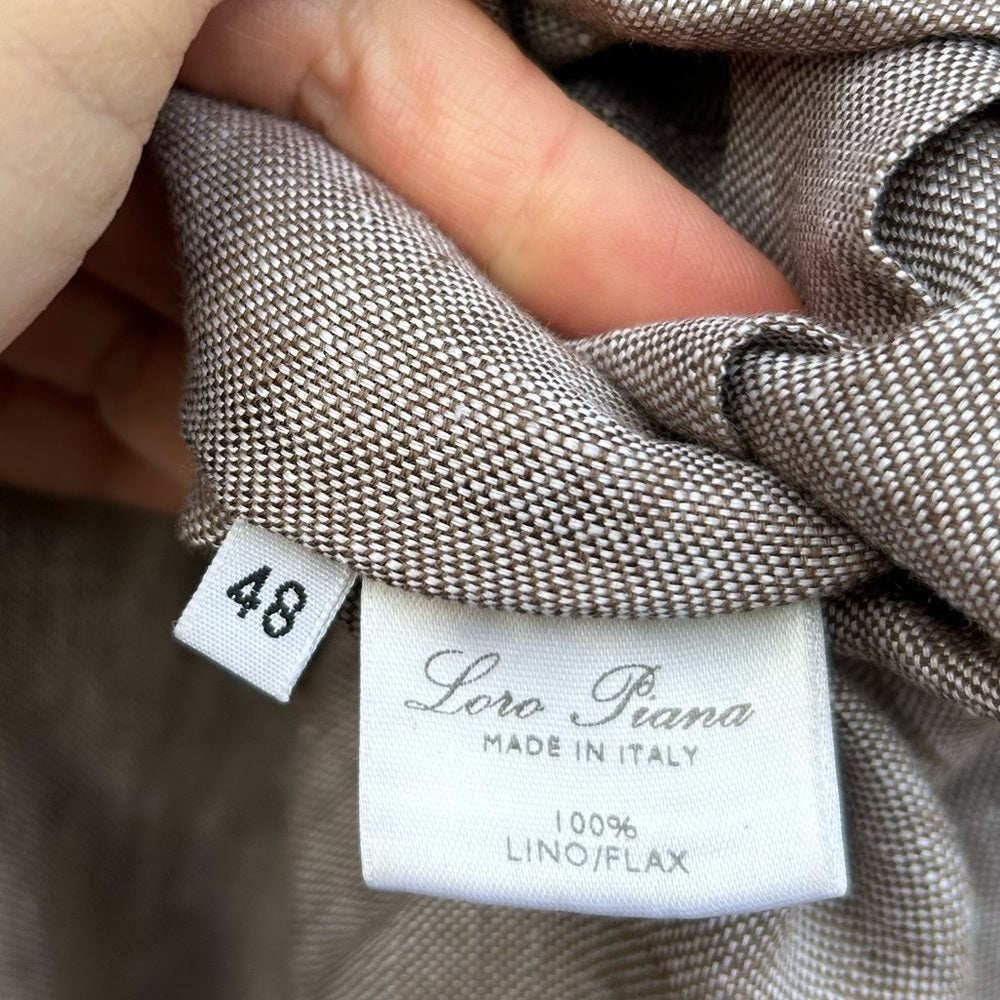 48
Loro Piana
MADE IN ITALY
100%
LINO/FLAX